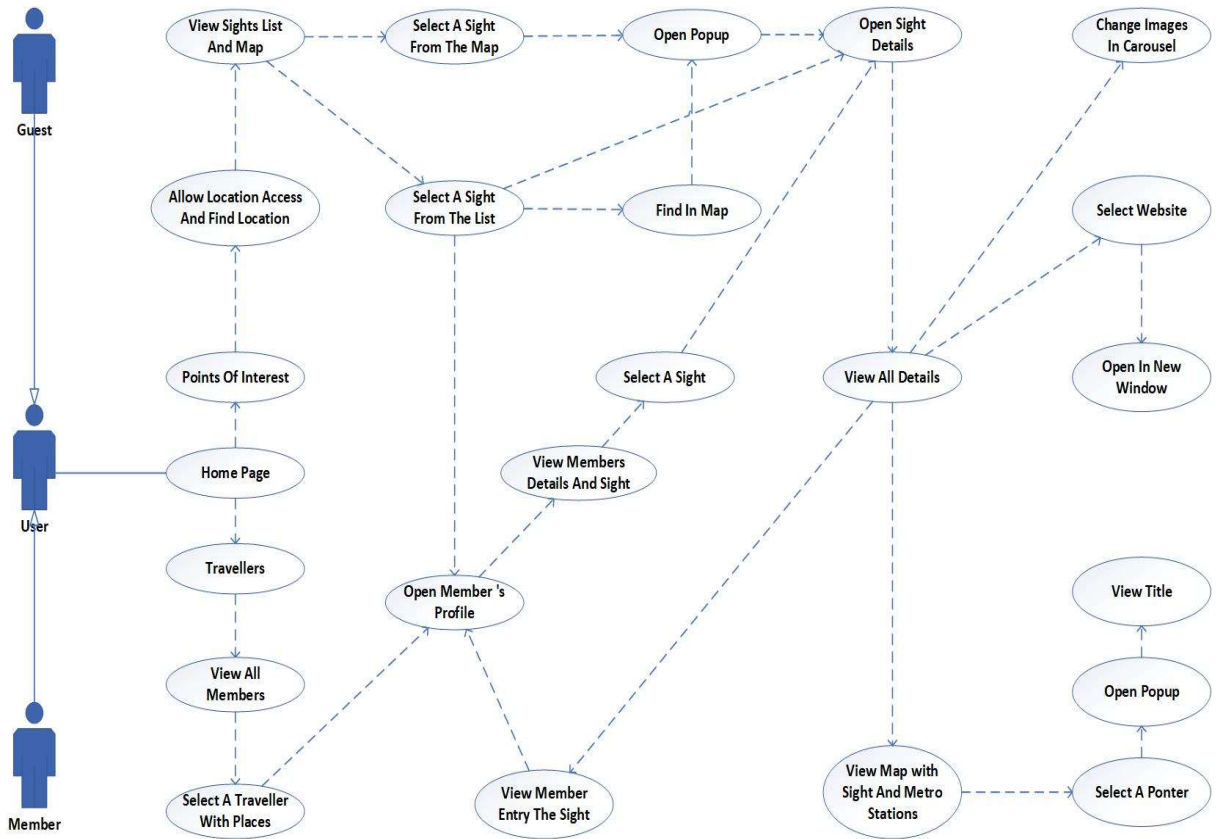 View Sights List
And Map
Select A Sight
From The Map
Open Popup
Open Sight
Details
Change Images
In Carousel
Guest
Allow Location Access
And Find Location
Select A Sight
From The List
Find In Map
Select Website
Points Of Interest
Select A Sight
View All Details
Open In New
Window
Home Page
View Members
Details And Sight
User
Travellers
Open Member 's
Profile
View Title
View All
Members
Open Popup
Select A Traveller
With Places
View Member
Entry The Sight
View Map with
Sight And Metro
Stations
Select A Ponter
Member